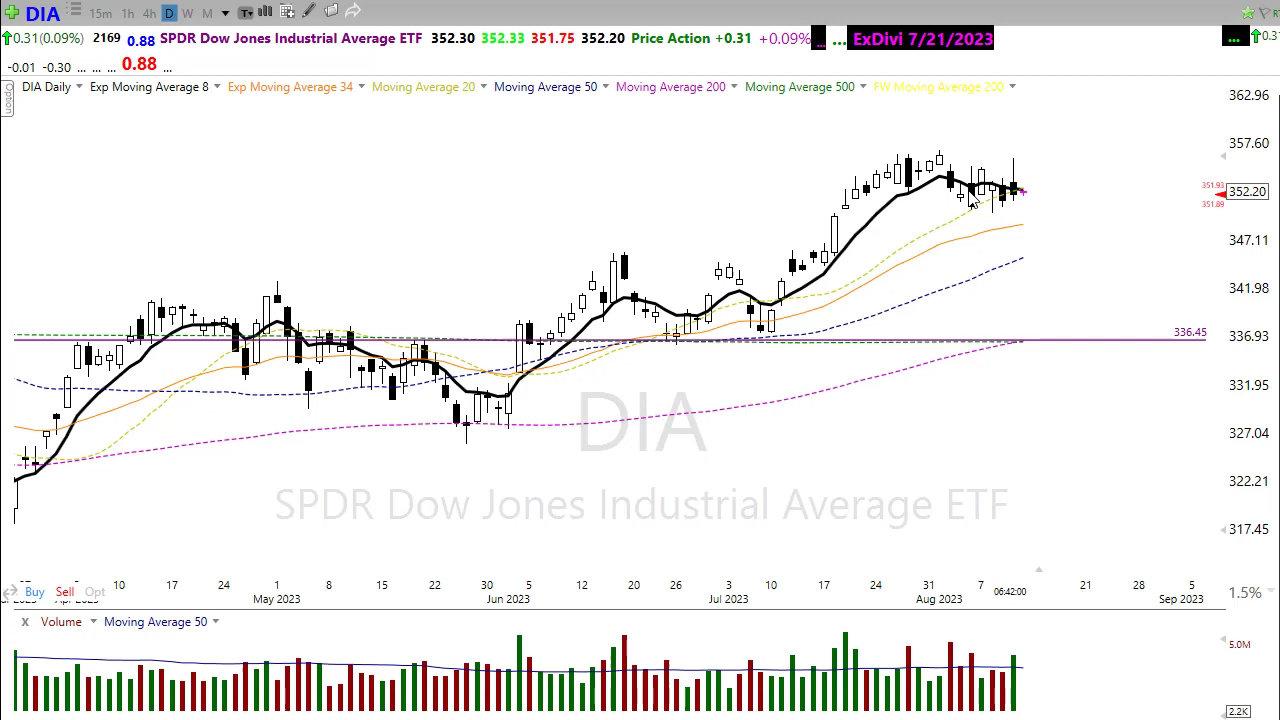 DIA 15m 1h 4h D W M T
0.31(0.09%) 2169 0.88 SPDR Dow Jones Industrial Average ETF 352.30 352.33 351.75 352.20 Price Action +0.31 +0.09% ... ... ExDivi 7/21/2023 ... 0.3
-0.01 -0.30 ... ... ... 0.88 ...
Option
DIA Daily Exp Moving Average 8 Exp Moving Average 34 Moving Average 20 Moving Average 50 Moving Average 200 Moving Average 500 FW Moving Average 200
362.96
357.60
351.93
352.20
351.89
347.11
341.98
336.45
336.93
331.95
327.04
322.21
317.45
DIA
SPDR Dow Jones Industrial Average ETF
10 17 24 1 8 15 22 30 5 12 20 26 3 10 17 24 31 7 21 28 5
Buy Sell Opt
06:42:00
1.5%
May 2023 Jun 2023 Jul 2023 Aug 2023 Sep 2023
X Volume Moving Average 50
5.0M
2.2K